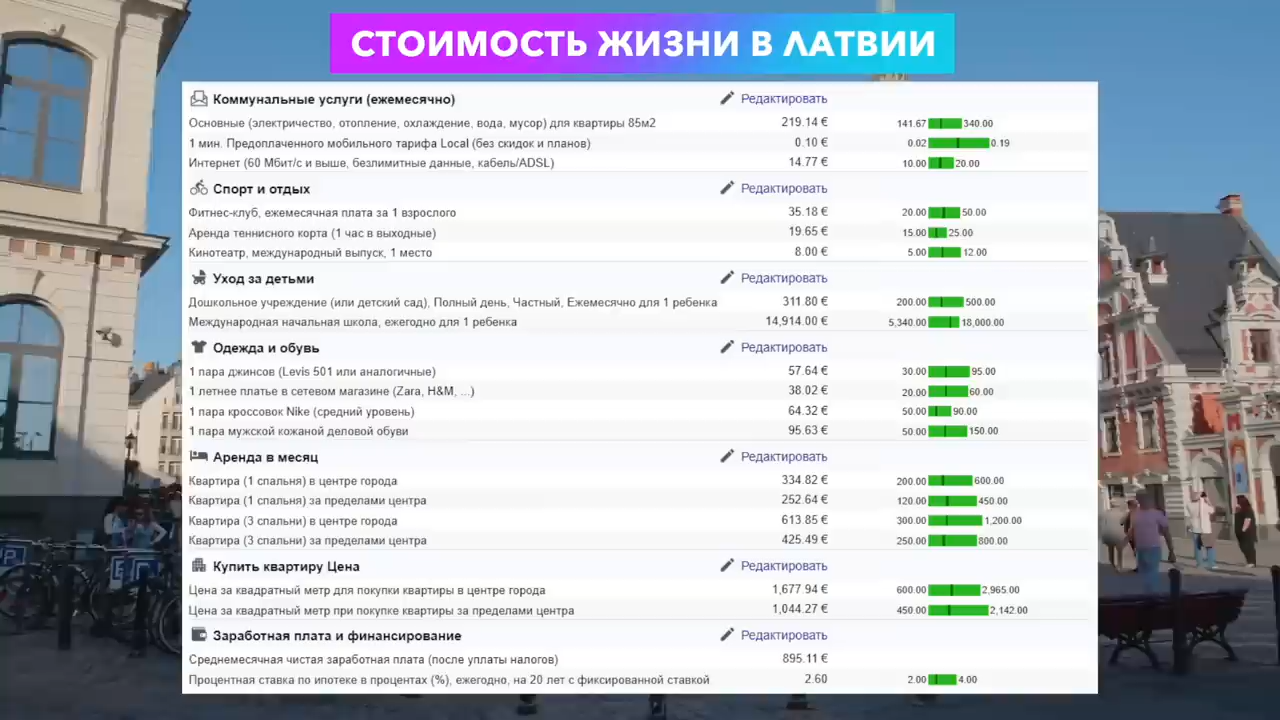 СТОИМОСТЬ ЖИЗНИ В ЛАТВИИ
Коммунальные услуги (ежемесячно) Редактировать
Основные (электричество, отопление, охлаждение, вода, мусор) для квартиры 85м2 219.14 € 141.67 340.00
1 мин. Предоплаченного мобильного тарифа Local (без скидок и планов) 0.10 € 0.02 0.19
Интернет (60 Мбит/с и выше, безлимитные данные, кабель/ADSL) 14.77 € 10.00 20.00
Спорт и отдых Редактировать
Фитнес-клуб, ежемесячная плата за 1 взрослого 35.18 € 20.00 50.00
Аренда теннисного корта (1 час в выходные) 19.65 € 15.00 25.00
Кинотеатр, международный выпуск, 1 место 8.00 € 5.00 12.00
Уход за детьми Редактировать
Дошкольное учреждение (или детский сад), Полный день, Частный, Ежемесячно для 1 ребенка 311.80 € 200.00 500.00
Международная начальная школа, ежегодно для 1 ребенка 14,914.00 € 5,340.00 18,000.00
Одежда и обувь Редактировать
1 пара джинсов (Levis 501 или аналогичные) 57.64 € 30.00 95.00
1 летнее платье в сетевом магазине (Zara, H&M, ...) 38.02 € 20.00 60.00
1 пара кроссовок Nike (средний уровень) 64.32 € 50.00 90.00
1 пара мужской кожаной деловой обуви 95.63 € 50.00 150.00
Аренда в месяц Редактировать
Квартира (1 спальня) в центре города 334.82 € 200.00 600.00
Квартира (1 спальня) за пределами центра 252.64 € 120.00 450.00
Квартира (3 спальни) в центре города 613.85 € 300.00 1,200.00
Квартира (3 спальни) за пределами центра 425.49 € 250.00 800.00
Купить квартиру Цена Редактировать
Цена за квадратный метр для покупки квартиры в центре города 1,677.94 € 600.00 2,965.00
Цена за квадратный метр при покупке квартиры за пределами центра 1,044.27 € 450.00 2,142.00
Заработная плата и финансирование Редактировать
Среднемесячная чистая заработная плата (после уплаты налогов) 895.11 €
Процентная ставка по ипотеке в процентах (%), ежегодно, на 20 лет с фиксированной ставкой 2.60 2.00 4.00